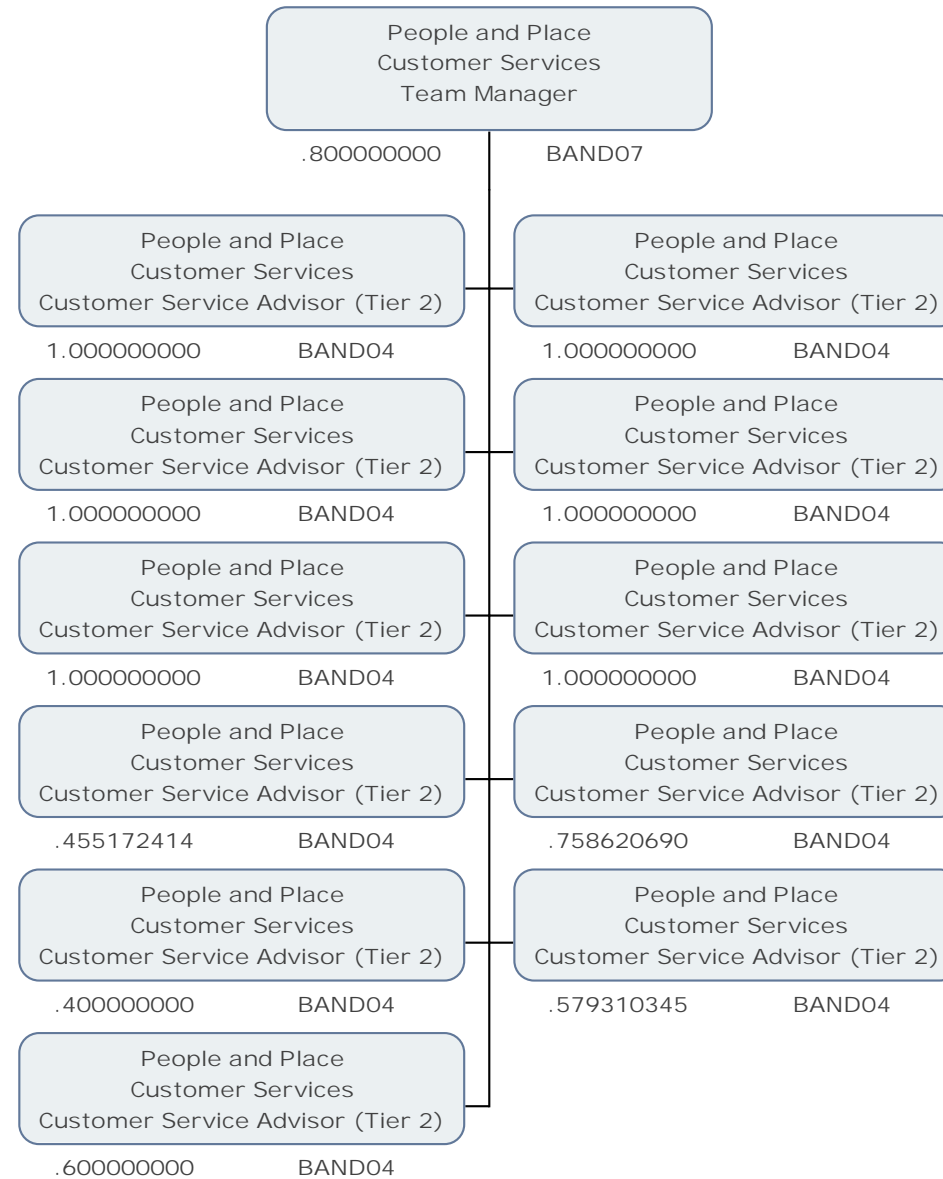 People and Place
Customer Services
Team Manager
.800000000 BAND07
People and Place
Customer Services
Customer Service Advisor (Tier 2)
1.000000000 BAND04
People and Place
Customer Services
Customer Service Advisor (Tier 2)
1.000000000 BAND04
People and Place
Customer Services
Customer Service Advisor (Tier 2)
1.000000000 BAND04
People and Place
Customer Services
Customer Service Advisor (Tier 2)
1.000000000 BAND04
People and Place
Customer Services
Customer Service Advisor (Tier 2)
1.000000000 BAND04
People and Place
Customer Services
Customer Service Advisor (Tier 2)
1.000000000 BAND04
People and Place
Customer Services
Customer Service Advisor (Tier 2)
.455172414 BAND04
People and Place
Customer Services
Customer Service Advisor (Tier 2)
.758620690 BAND04
People and Place
Customer Services
Customer Service Advisor (Tier 2)
.400000000 BAND04
People and Place
Customer Services
Customer Service Advisor (Tier 2)
.579310345 BAND04
People and Place
Customer Services
Customer Service Advisor (Tier 2)
.600000000 BAND04